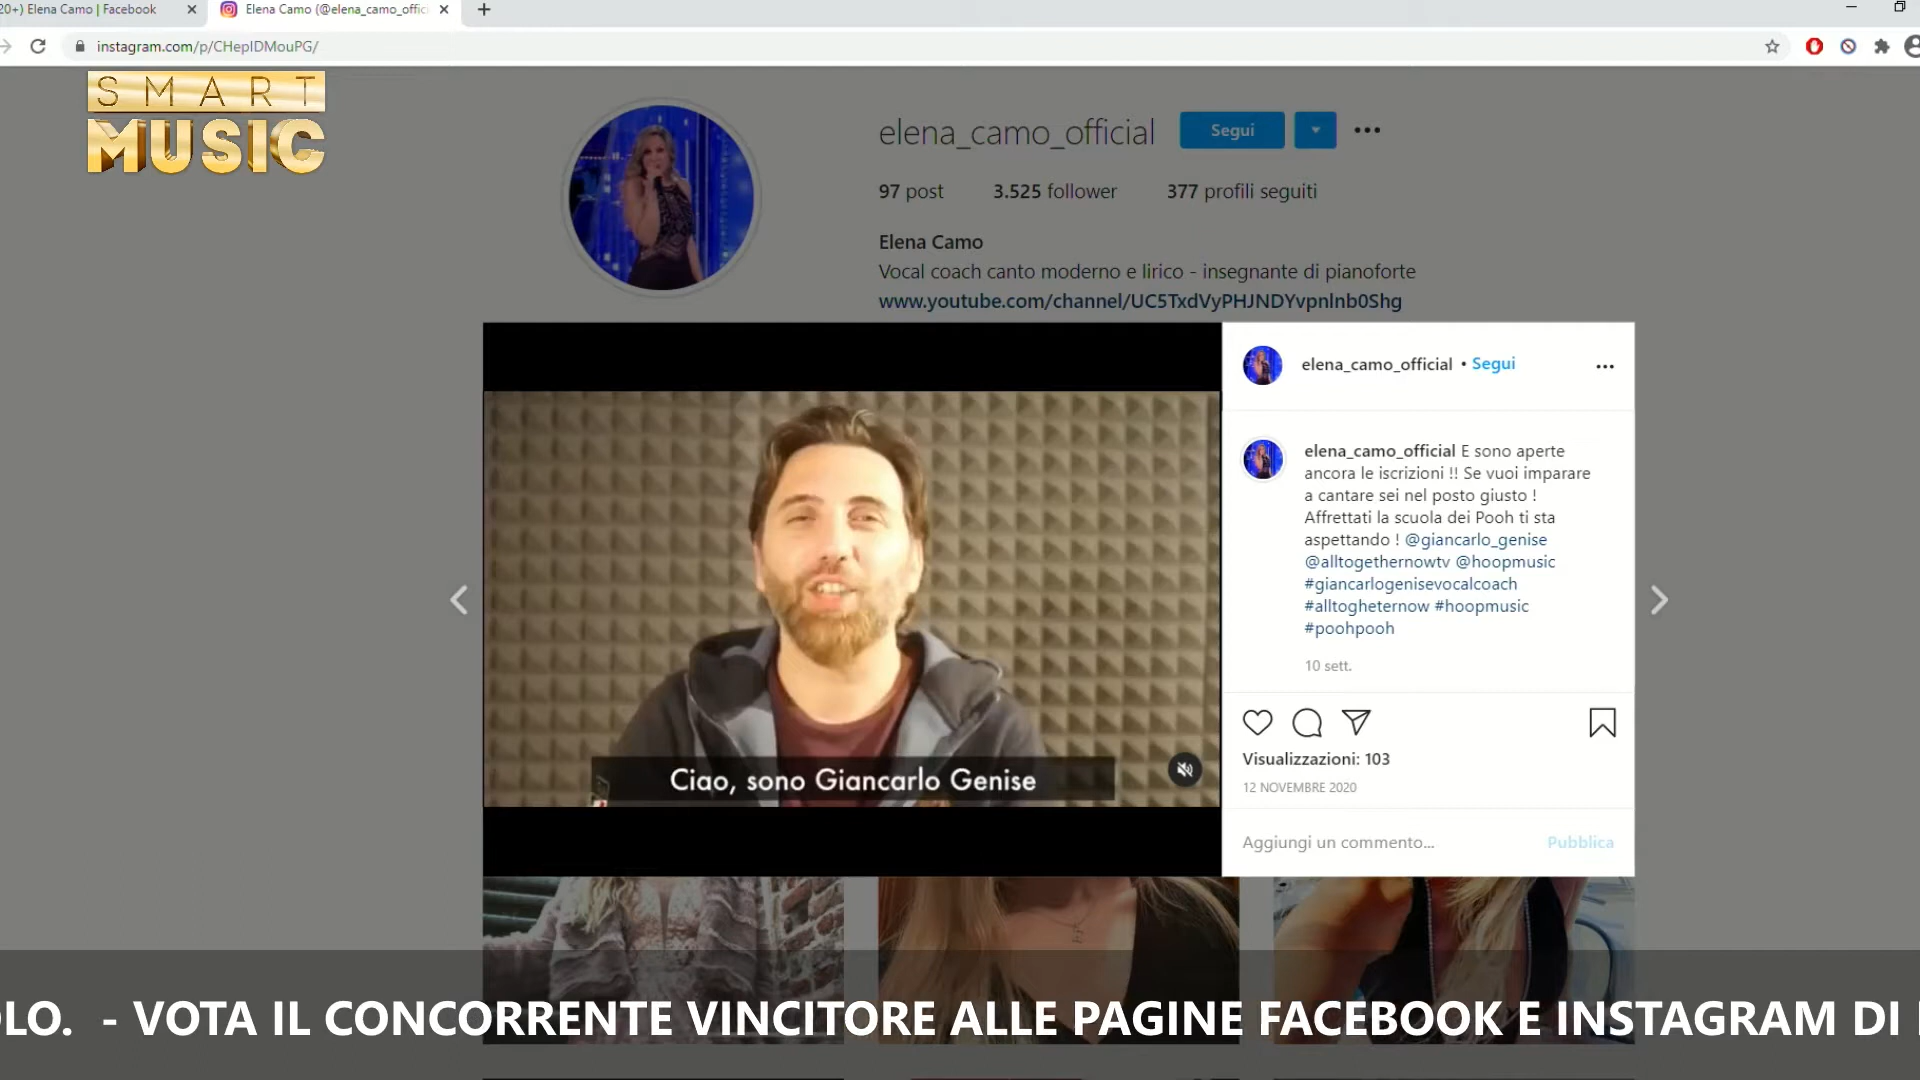 20+) Elena Camo | Facebook
Elena Camo (@elena_camo_offic
instagram.com/p/CHepIDMouPG/
SMART
MUSIC
elena_camo_official Segui
97 post 3.525 follower 377 profili seguiti
Elena Camo
Vocal coach canto moderno e lirico - insegnante di pianoforte
www.youtube.com/channel/UC5TxdVyPHJNDYvpnlnb0Shg
elena_camo_official • Segui
elena_camo_official E sono aperte
ancora le iscrizioni !! Se vuoi imparare
a cantare sei nel posto giusto !
Affrettati la scuola dei Pooh ti sta
aspettando ! @giancarlo_genise
@alltogethernowtv @hoopmusic
#giancarlogenisevocalcoach
#alltogheternow #hoopmusic
#poohpooh
10 sett.
Ciao, sono Giancarlo Genise
Visualizzazioni: 103
12 NOVEMBRE 2020
Aggiungi un commento... Pubblica
OLO. - VOTA IL CONCORRENTE VINCITORE ALLE PAGINE FACEBOOK E INSTAGRAM DI